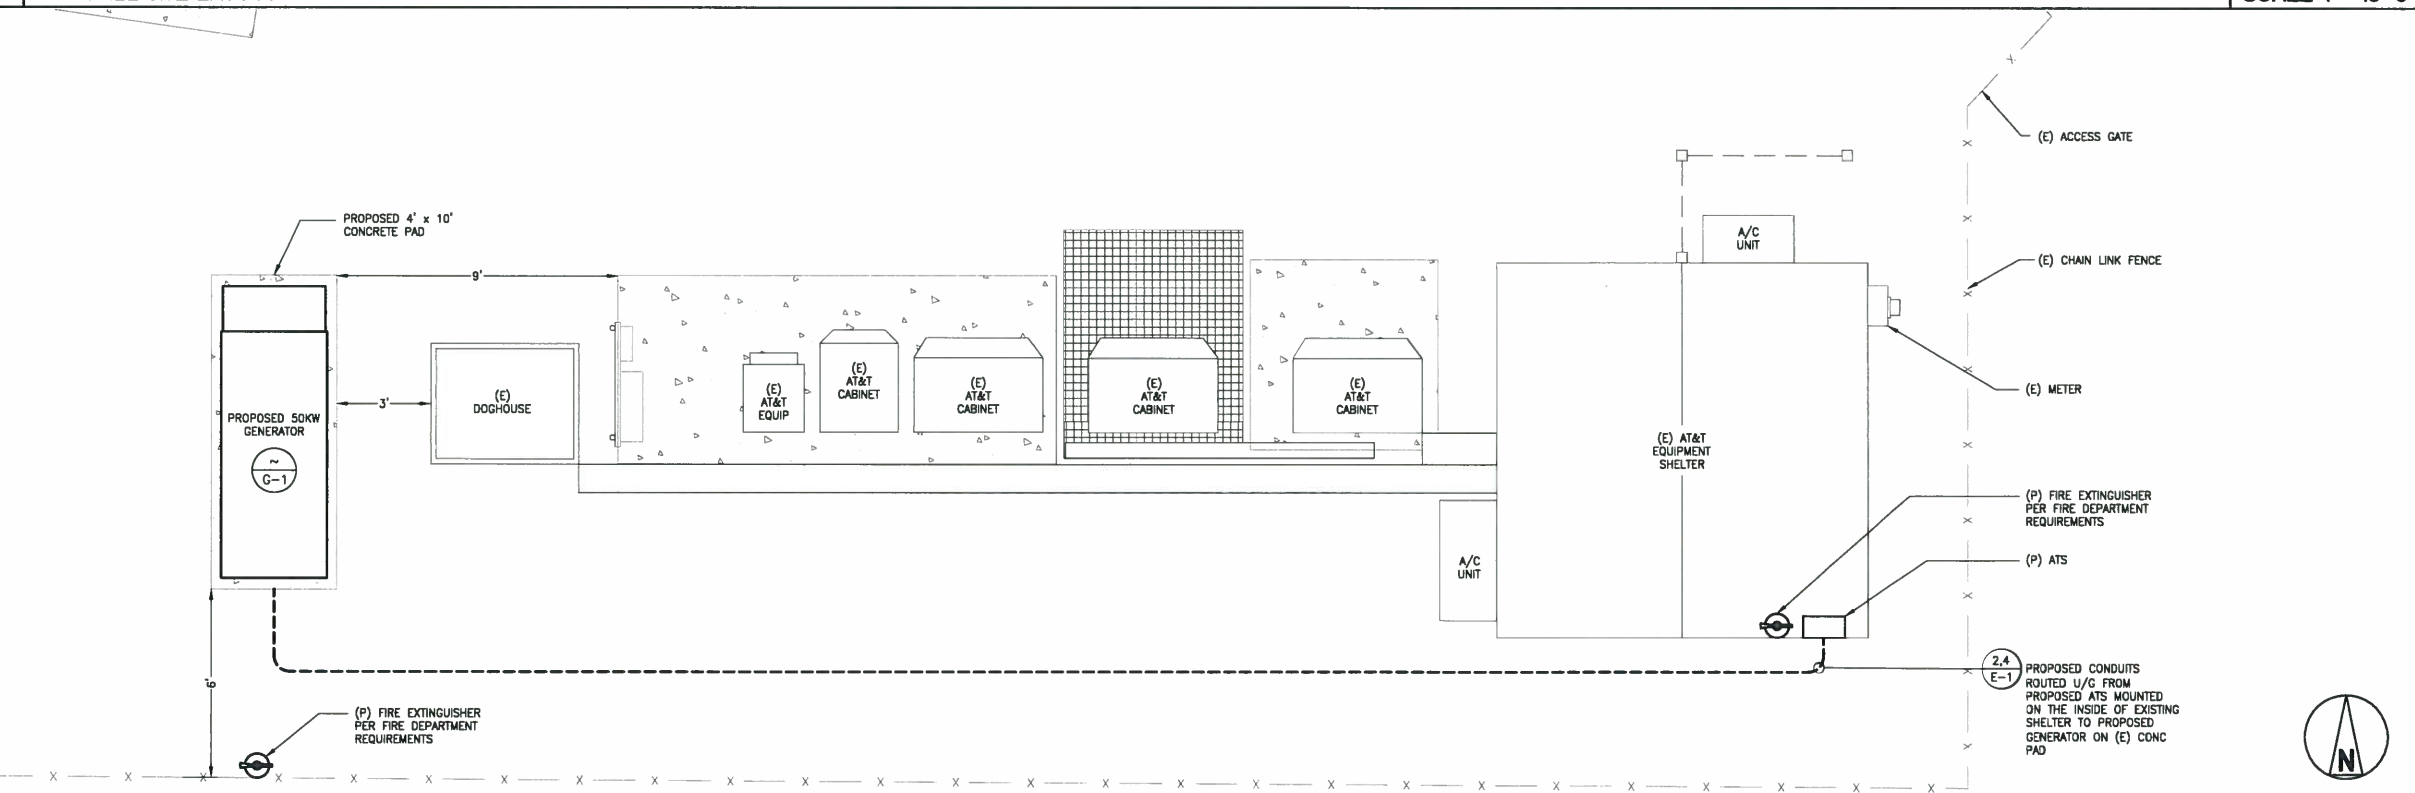 (E) ACCESS GATE
PROPOSED 4' x 10'
CONCRETE PAD
A/C
UNIT
(E) CHAIN LINK FENCE
9'
(E)
DOGHOUSE
(E)
AT&T
EQUIP
(E)
AT&T
CABINET
(E)
AT&T
CABINET
(E)
AT&T
CABINET
(E)
AT&T
CABINET
(E) METER
3'
PROPOSED 50KW
GENERATOR
~
G-1
(E) AT&T
EQUIPMENT
SHELTER
(P) FIRE EXTINGUISHER
PER FIRE DEPARTMENT
REQUIREMENTS
A/C
UNIT
(P) ATS
6'
2,4
E-1
PROPOSED CONDUITS
ROUTED U/G FROM
PROPOSED ATS MOUNTED
ON THE INSIDE OF EXISTING
SHELTER TO PROPOSED
GENERATOR ON (E) CONC
PAD
(P) FIRE EXTINGUISHER
PER FIRE DEPARTMENT
REQUIREMENTS
N